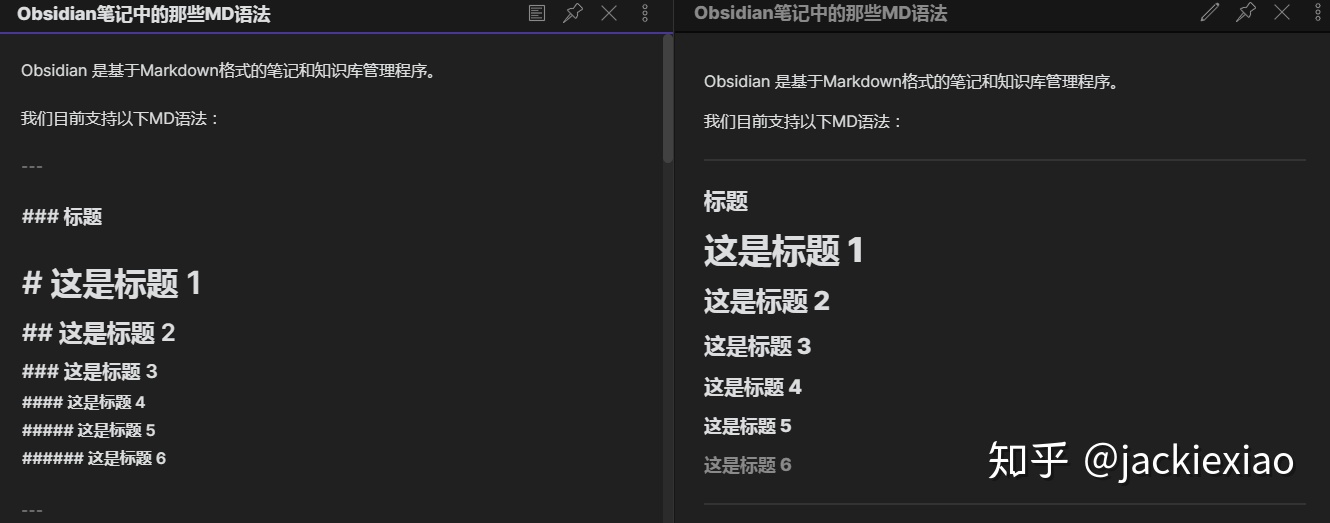 Obsidian笔记中的那些MD语法
Obsidian 是基于Markdown格式的笔记和知识库管理程序。
我们目前支持以下MD语法：
---
### 标题
# 这是标题 1
## 这是标题 2
### 这是标题 3
#### 这是标题 4
##### 这是标题 5
###### 这是标题 6
---
Obsidian笔记中的那些MD语法
Obsidian 是基于Markdown格式的笔记和知识库管理程序。
我们目前支持以下MD语法：
标题
这是标题 1
这是标题 2
这是标题 3
这是标题 4
这是标题 5
这是标题 6
知乎 @jackiexiao